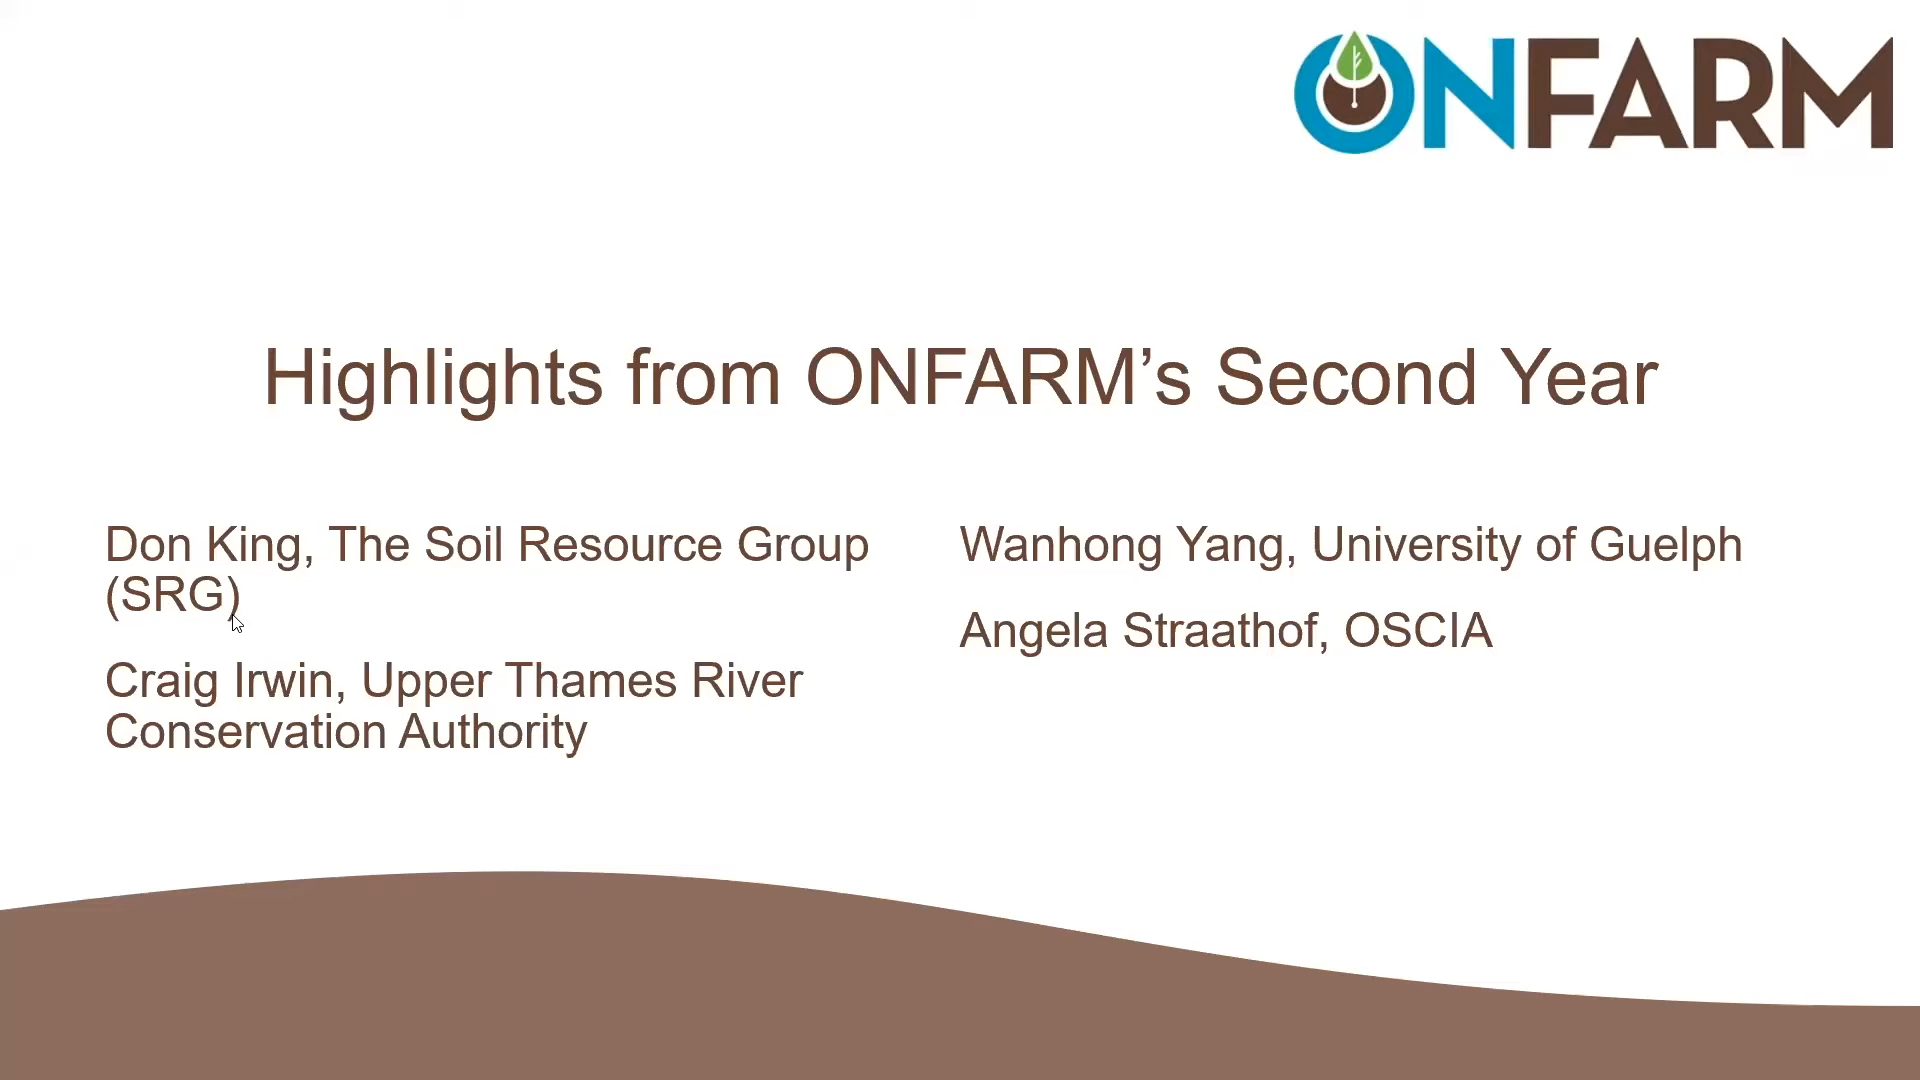 ONFARM
Highlights from ONFARM’s Second Year
Don King, The Soil Resource Group
(SRG)
Craig Irwin, Upper Thames River
Conservation Authority
Wanhong Yang, University of Guelph
Angela Straathof, OSCIA